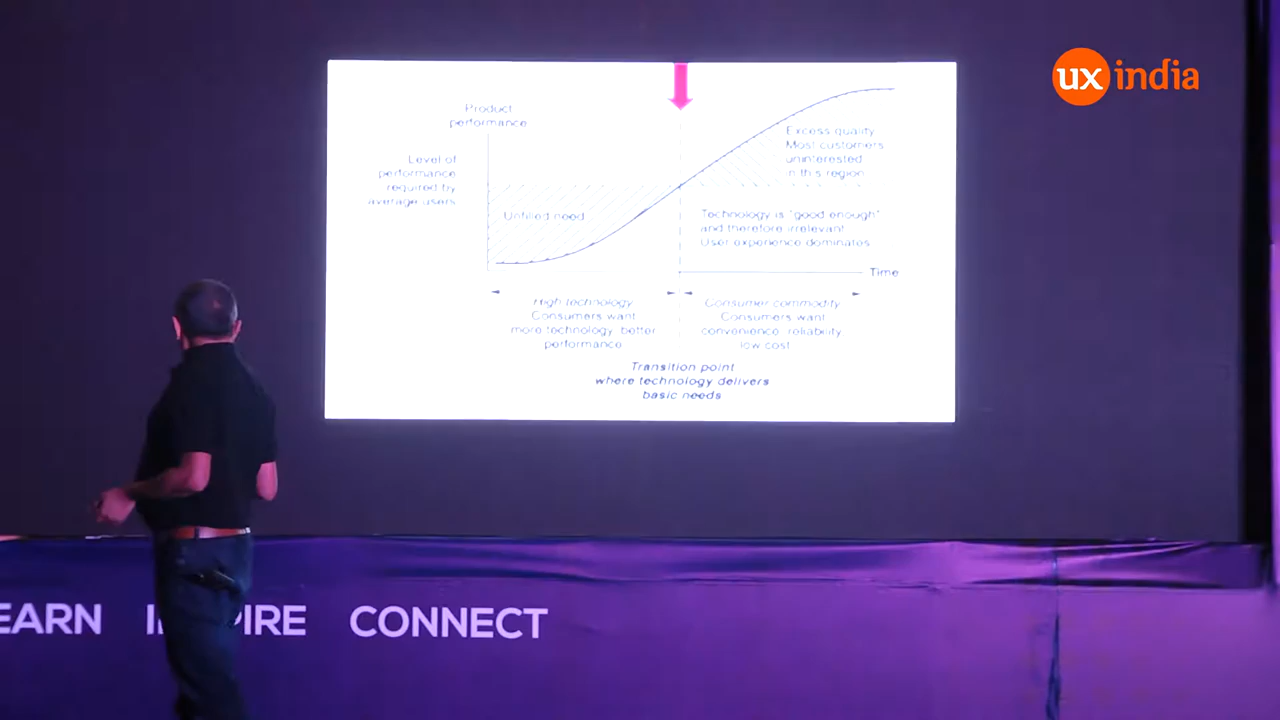 ux india
Product
performance
Level of
performance
required by
average users
Unfilled need
Excess quality
Most customers
uninterested
in this region
Technology is "good enough"
and therefore irrelevant
User experience dominates
Time
High technology
Consumers want
more technology, better
performance
Consumer commodity
Consumers want
convenience, reliability,
low cost
Transition point
where technology delivers
basic needs
EARN I PIRE CONNECT